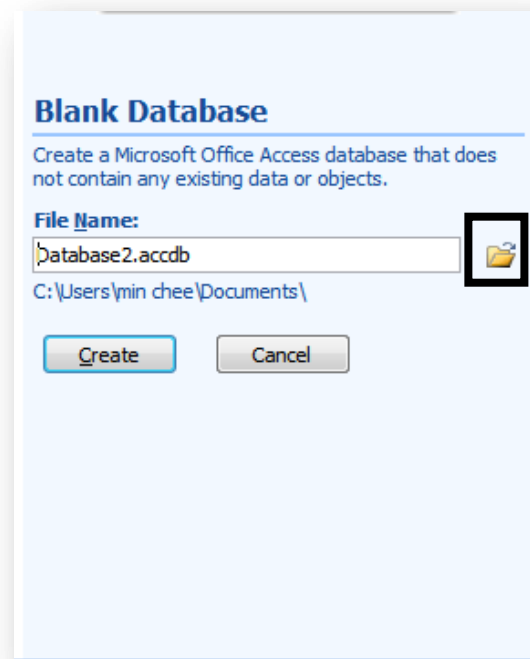 Blank Database
Create a Microsoft Office Access database that does
not contain any existing data or objects.
File Name:
Database2.accdb
C:\Users\min chee\Documents\
Create
Cancel